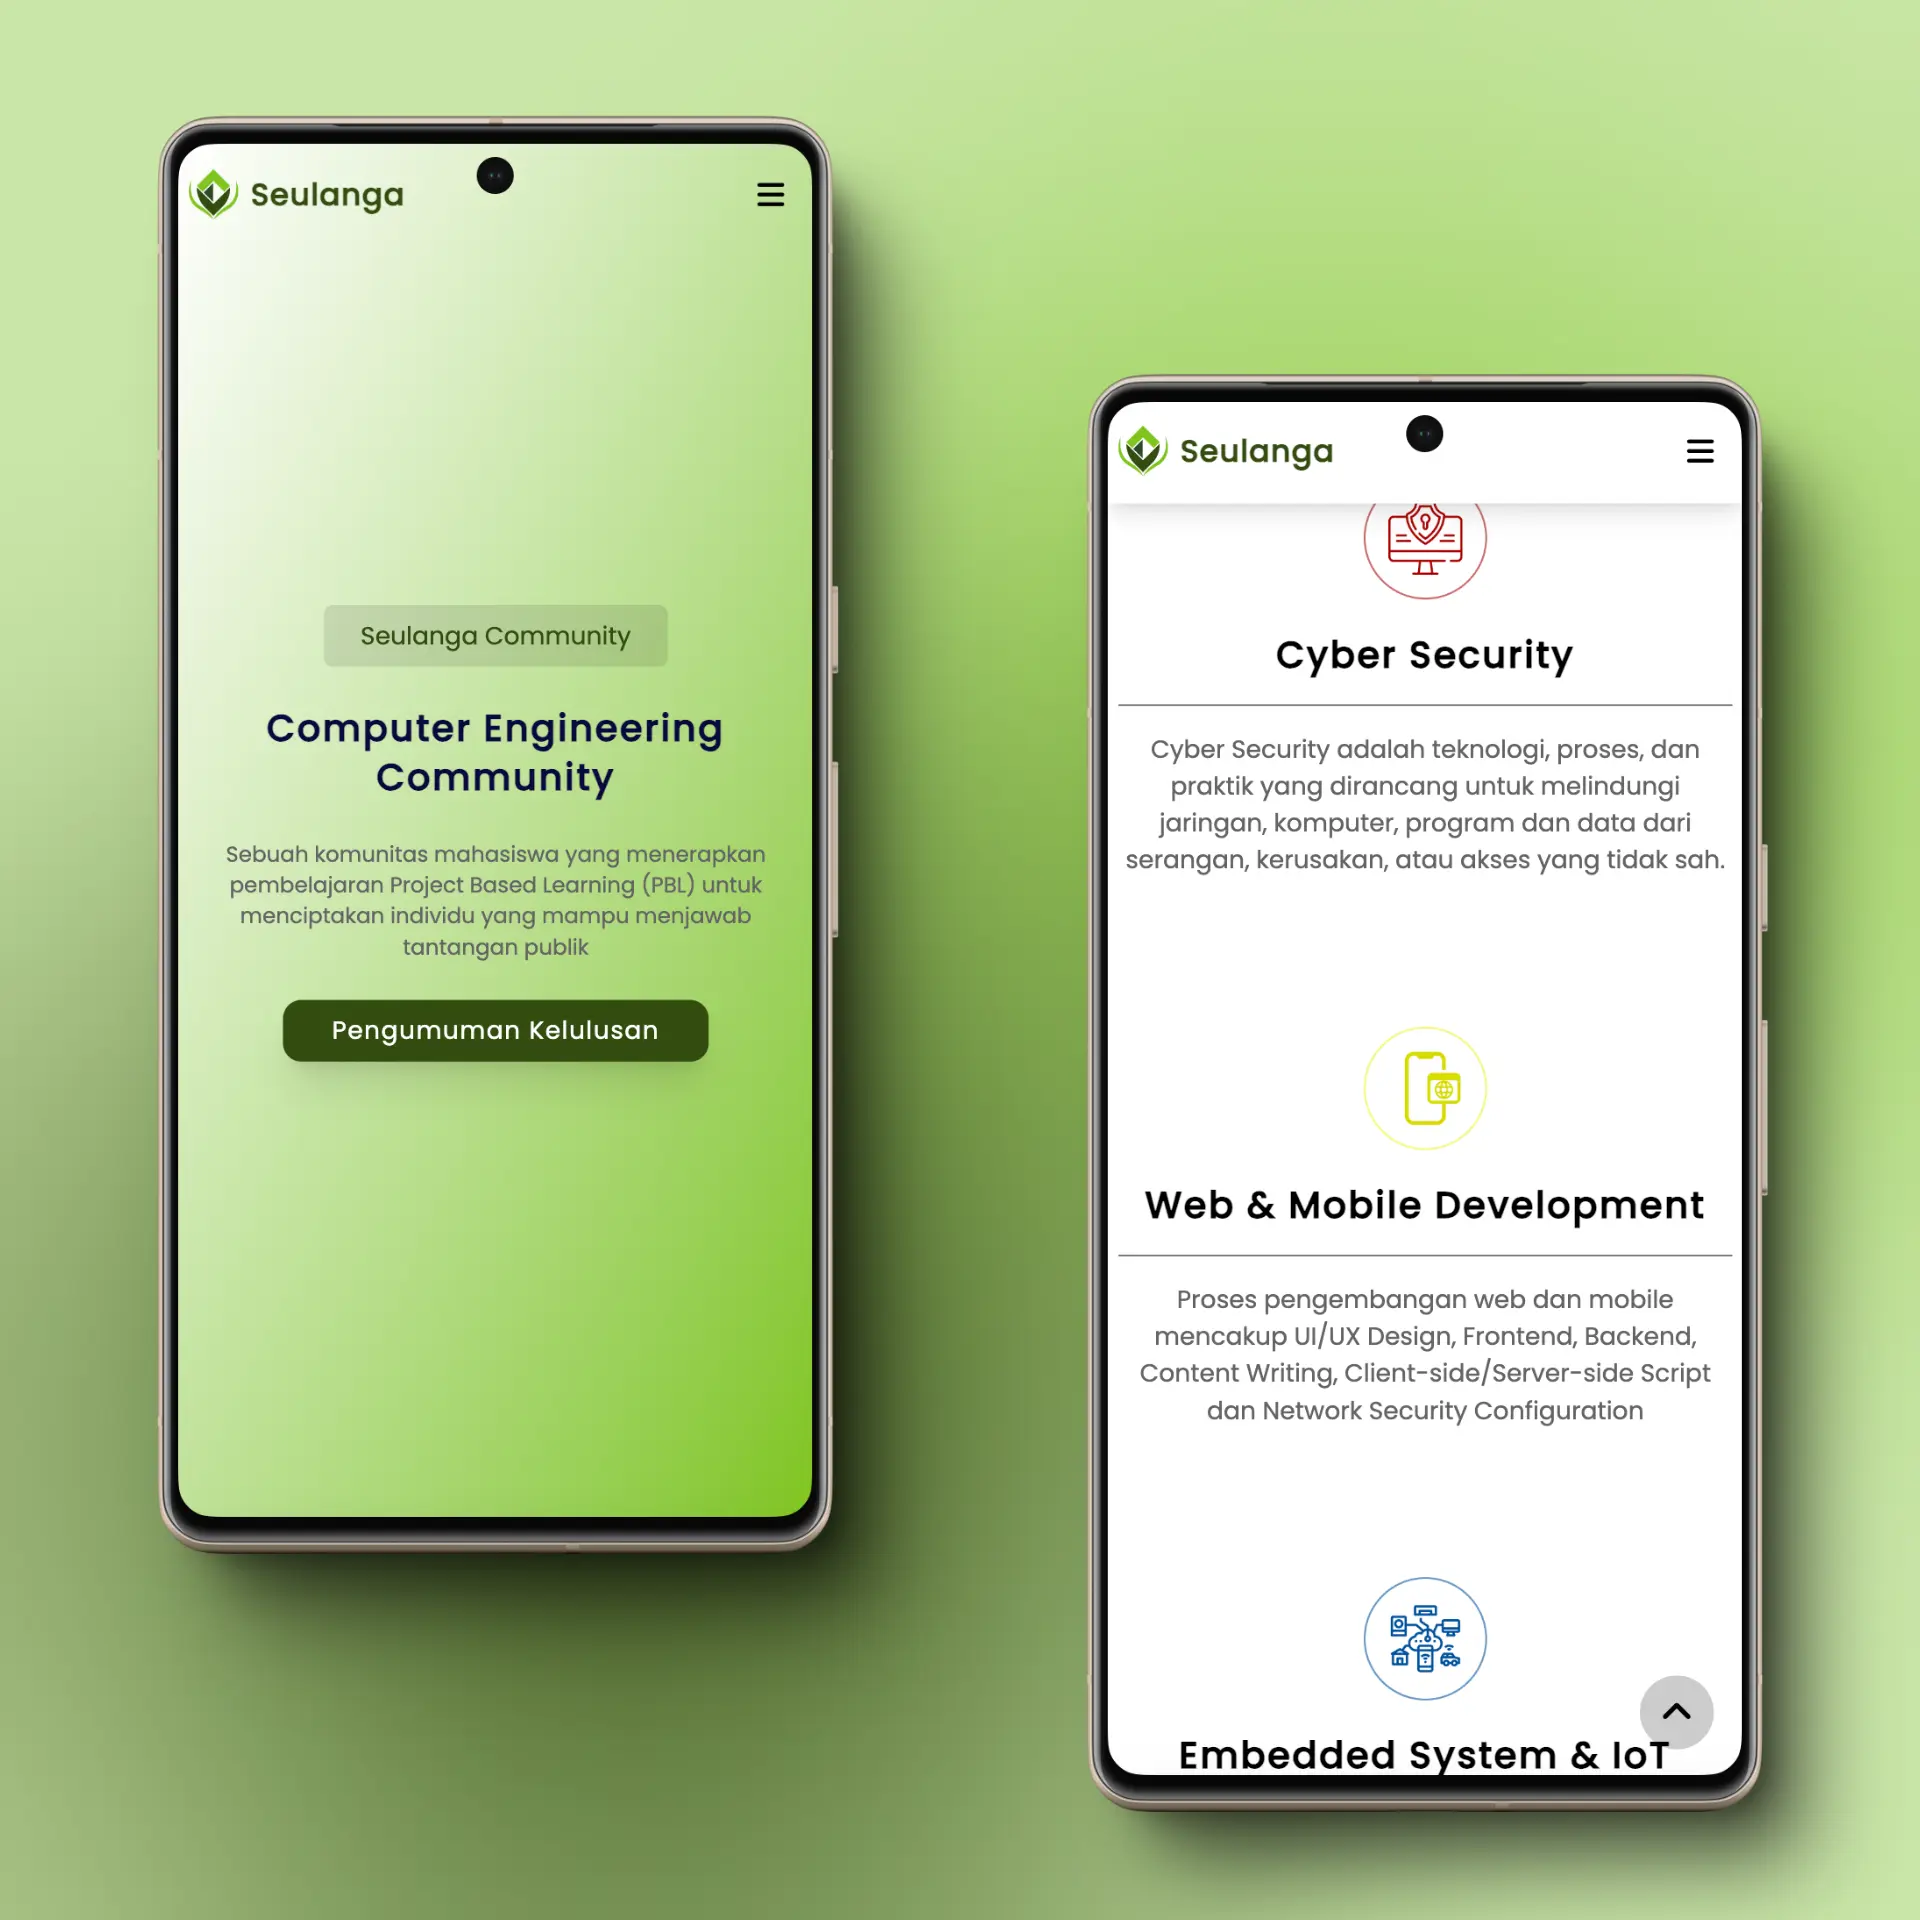 Seulanga
Seulanga Community
Computer Engineering
Community
Sebuah komunitas mahasiswa yang menerapkan
pembelajaran Project Based Learning (PBL) untuk
menciptakan individu yang mampu menjawab
tantangan publik
Pengumuman Kelulusan
Seulanga
Cyber Security
Cyber Security adalah teknologi, proses, dan
praktik yang dirancang untuk melindungi
jaringan, komputer, program dan data dari
serangan, kerusakan, atau akses yang tidak sah.
Web & Mobile Development
Proses pengembangan web dan mobile
mencakup UI/UX Design, Frontend, Backend,
Content Writing, Client-side/Server-side Script
dan Network Security Configuration
Embedded System & IoT